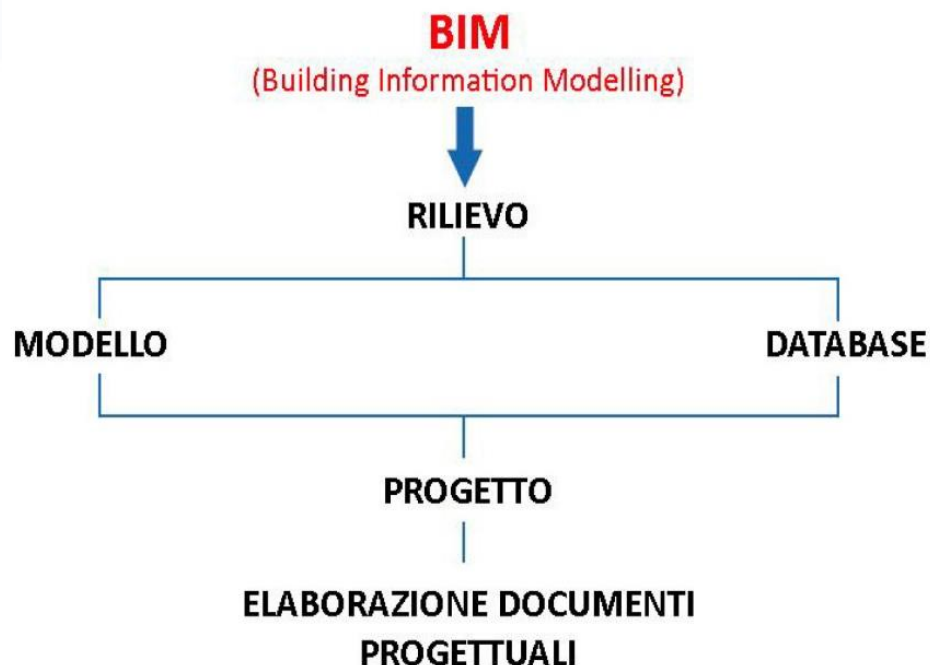 BIM
(Building Information Modelling)
RILIEVO
MODELLO
DATABASE
PROGETTO
ELABORAZIONE DOCUMENTI
PROGETTUALI